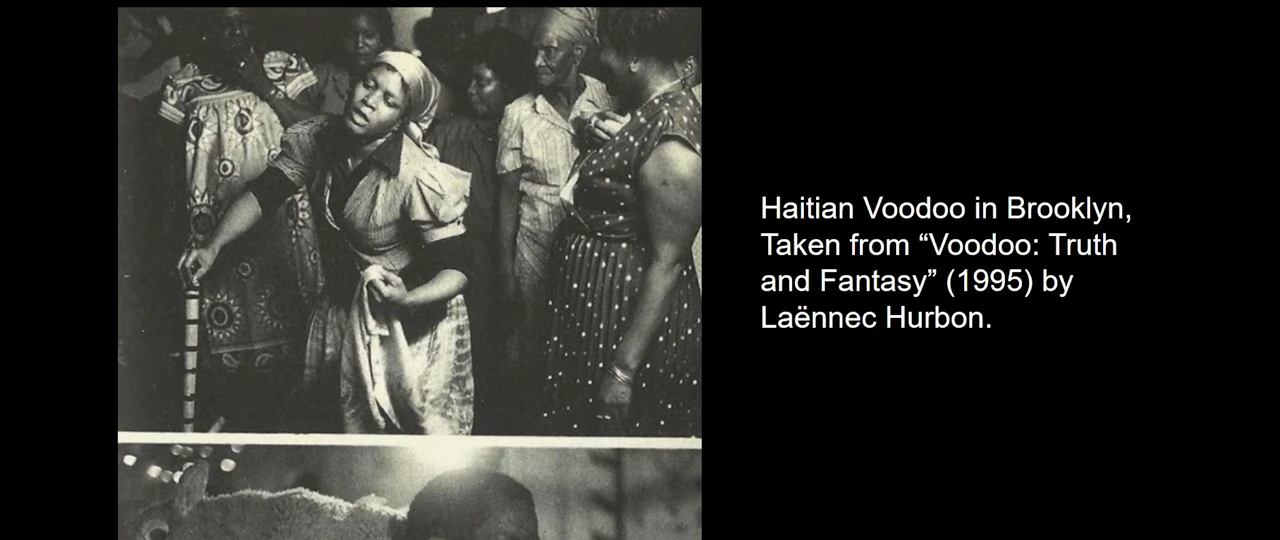 Haitian Voodoo in Brooklyn,
Taken from “Voodoo: Truth
and Fantasy” (1995) by
Laënnec Hurbon.